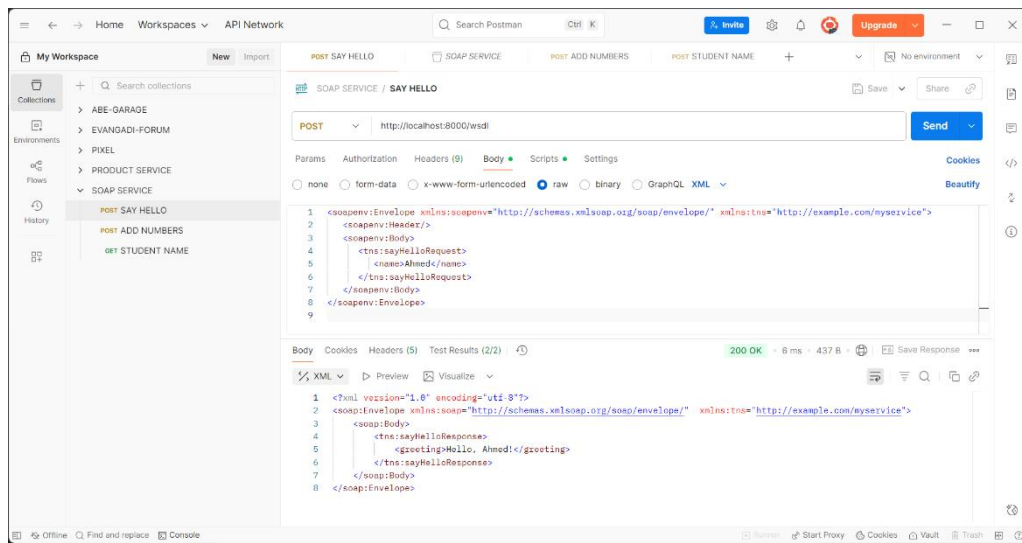 Home Workspaces API Network Search Postman Ctrl K Invite Upgrade
My Workspace New Import POST SAY HELLO SOAP SERVICE POST ADD NUMBERS POST STUDENT NAME No environment
Collections
Environments
Flows
History
Search collections
ABE-GARAGE
EVANGADI-FORUM
PIXEL
PRODUCT SERVICE
SOAP SERVICE
POST SAY HELLO
POST ADD NUMBERS
GET STUDENT NAME
HTTP SOAP SERVICE / SAY HELLO Save Share
POST http://localhost:8000/wsdl Send
Params Authorization Headers (9) Body Scripts Settings Cookies
none form-data x-www-form-urlencoded raw binary GraphQL XML Beautify
1 <soapenv:Envelope xmlns:soapenv="http://schemas.xmlsoap.org/soap/envelope/" xmlns:tns="http://example.com/myservice">
2 <soapenv:Header/>
3 <soapenv:Body>
4 <tns:sayHelloRequest>
5 <name>Ahmed</name>
6 </tns:sayHelloRequest>
7 </soapenv:Body>
8 </soapenv:Envelope>
9
Body Cookies Headers (5) Test Results (2/2) 200 OK 6 ms 437 B Save Response
XML Preview Visualize
1 <?xml version="1.0" encoding="utf-8"?>
2 <soap:Envelope xmlns:soap="http://schemas.xmlsoap.org/soap/envelope/" xmlns:tns="http://example.com/myservice">
3 <soap:Body>
4 <tns:sayHelloResponse>
5 <greeting>Hello, Ahmed!</greeting>
6 </tns:sayHelloResponse>
7 </soap:Body>
8 </soap:Envelope>
Offline Find and replace Console Runner Start Proxy Cookies Vault Trash